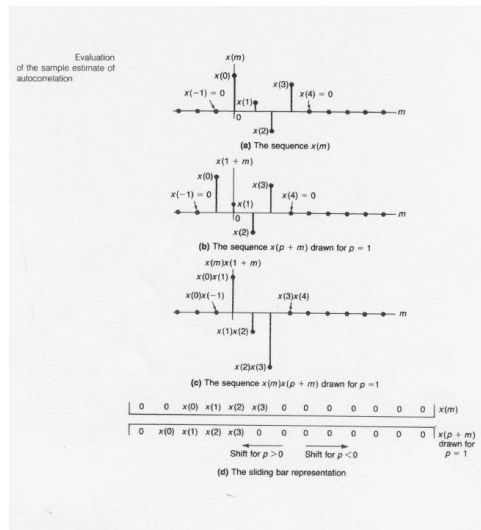 Evaluation
of the sample estimate of
autocorrelation
x(m)
x(0)
x(3)
x(-1) = 0
x(1)
x(4) = 0
m
0
x(2)
(a) The sequence x(m)
x(1 + m)
x(0)
x(3)
x(-1) = 0
x(4) = 0
x(1)
m
0
x(2)
(b) The sequence x(p + m) drawn for p = 1
x(m)x(1 + m)
x(0)x(1)
x(0)x(-1)
x(3)x(4)
m
x(1)x(2)
x(2)x(3)
(c) The sequence x(m)x(p + m) drawn for p =1
0 0 x(0) x(1) x(2) x(3) 0 0 0 0 0 0 0 x(m)
0 x(0) x(1) x(2) x(3) 0 0 0 0 0 0 0 0 x(p + m)
drawn for
p = 1
Shift for p >0 Shift for p <0
(d) The sliding bar representation